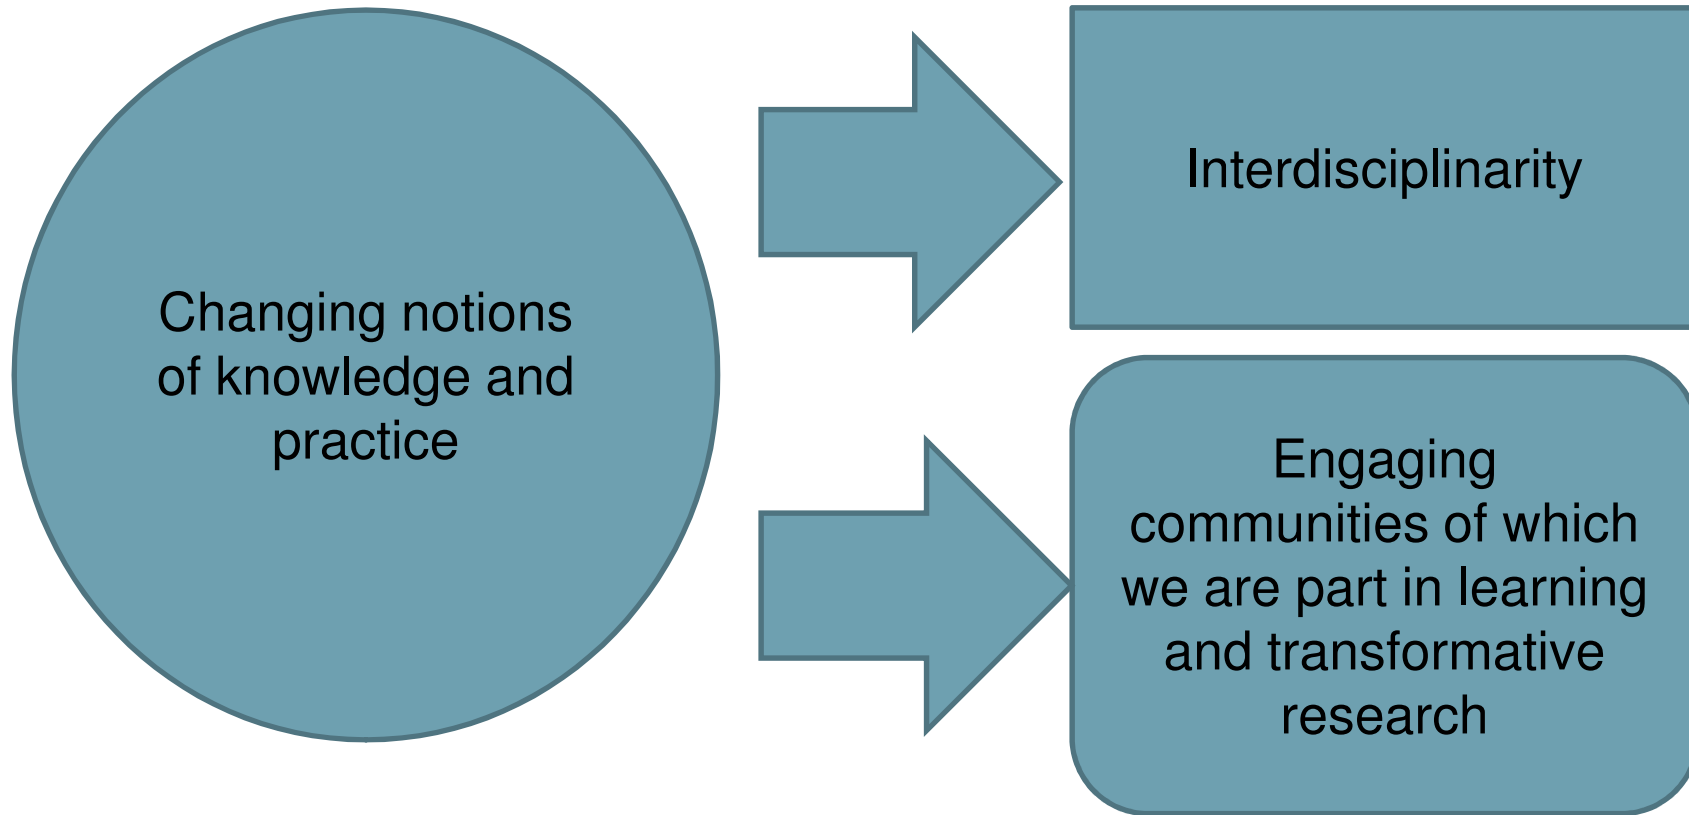 Changing notions
of knowledge and
practice
Interdisciplinarity
Engaging
communities of which
we are part in learning
and transformative
research